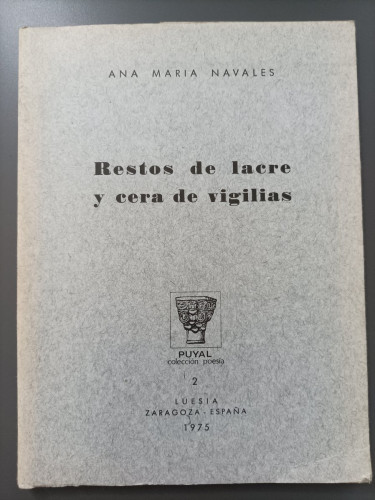 ANA MARIA NAVALES
Restos de lacre
y cera de vigilias
PUYAL
colección poesía
2
LUESIA
ZARAGOZA - ESPAÑA
1975